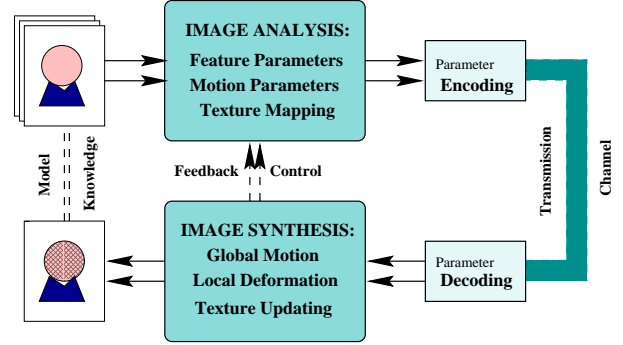 IMAGE ANALYSIS:
Feature Parameters
Motion Parameters
Texture Mapping
Parameter
Encoding
Model
Knowledge
Feedback
Control
Transmission
Channel
IMAGE SYNTHESIS:
Global Motion
Local Deformation
Texture Updating
Parameter
Decoding